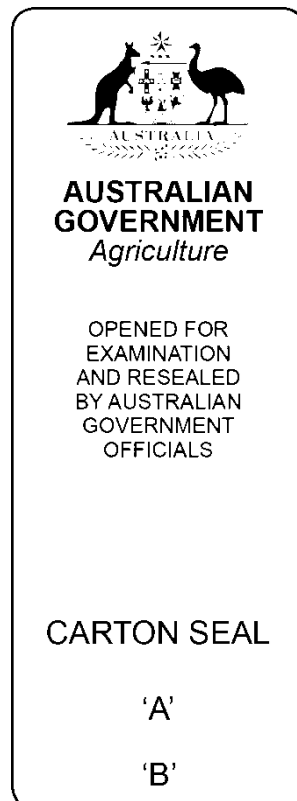 AUSTRALIA
AUSTRALIAN
GOVERNMENT
Agriculture
OPENED FOR
EXAMINATION
AND RESEALED
BY AUSTRALIAN
GOVERNMENT
OFFICIALS
CARTON SEAL
‘A’
‘B’